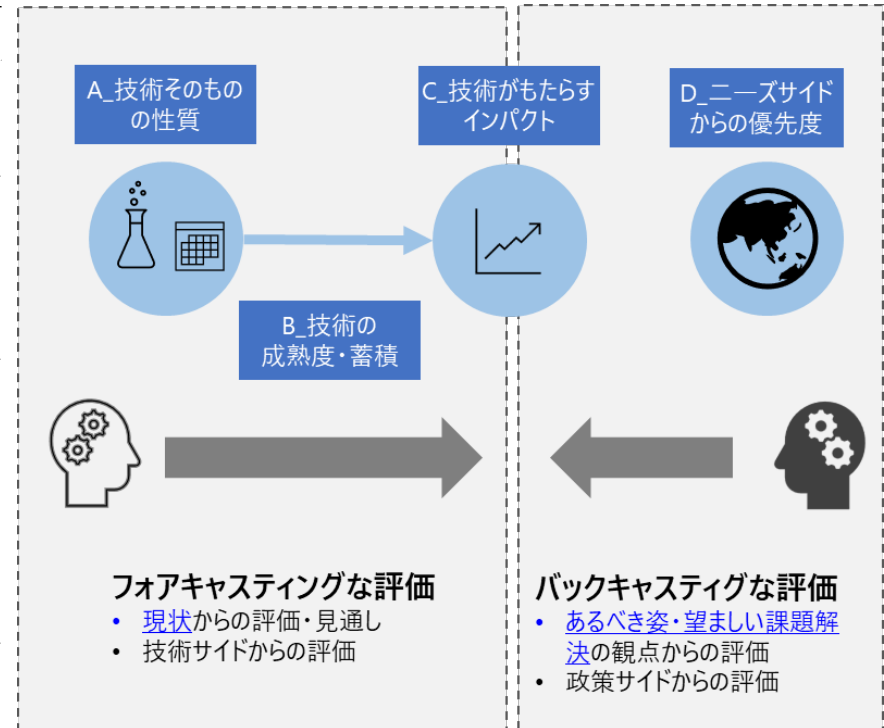 A_技術そのもの
の性質
C_技術がもたらす
インパクト
D_ニーズサイド
からの優先度
B_技術の
成熟度・蓄積
フォアキャスティングな評価
• 現状からの評価・見通し
• 技術サイドからの評価
バックキャスティグな評価
• あるべき姿・望ましい課題解
決の観点からの評価
• 政策サイドからの評価